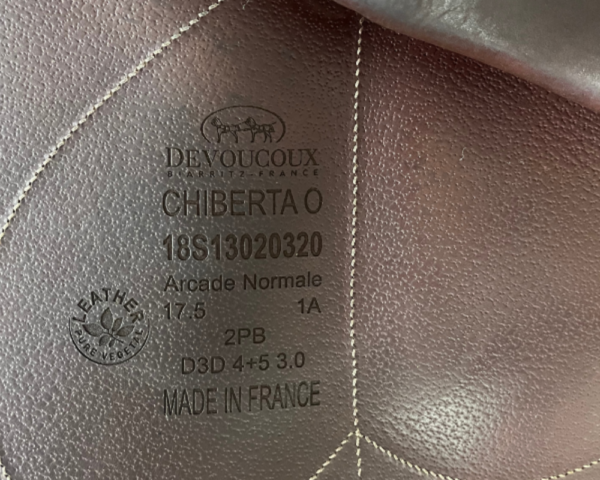 DEVOUCOUX
BIARRITZ-FRANCE
CHIBERTA O
18S13020320
Arcade Normale
17.5 1A
2PB
D3D 4+5 3.0
MADE IN FRANCE
LEATHER
PURE VEGETAL